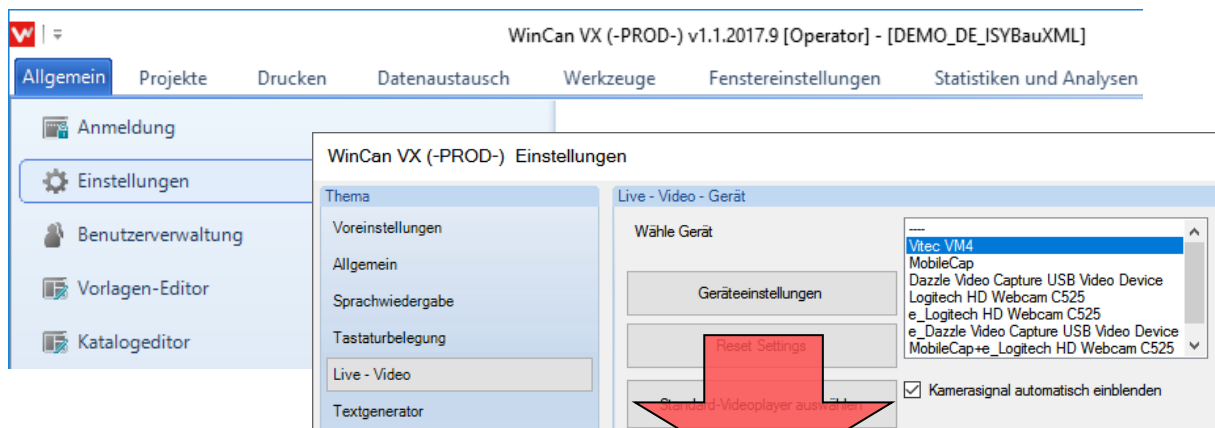 WinCan VX (-PROD-) v1.1.2017.9 [Operator] - [DEMO_DE_ISYBauXML]
Allgemein Projekte Drucken Datenaustausch Werkzeuge Fenstereinstellungen Statistiken und Analysen
Anmeldung
Einstellungen
Benutzerverwaltung
Vorlagen-Editor
Katalogeditor
WinCan VX (-PROD-) Einstellungen
Thema
Voreinstellungen
Allgemein
Sprachwiedergabe
Tastaturbelegung
Live - Video
Textgenerator
Live - Video - Gerät
Wähle Gerät
Geräteeinstellungen
Reset Settings
Standard-Videoplayer auswählen
----
Vitec VM4
MobileCap
Dazzle Video Capture USB Video Device
Logitech HD Webcam C525
e_Logitech HD Webcam C525
e_Dazzle Video Capture USB Video Device
MobileCap+e_Logitech HD Webcam C525
Kamerasignal automatisch einblenden